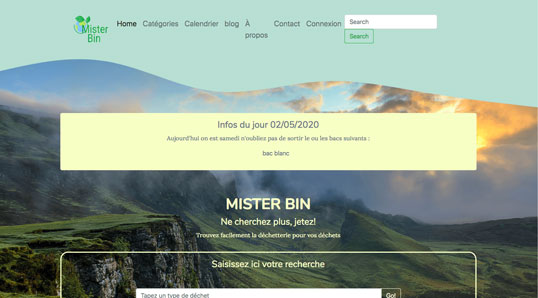 Mister
Bin
Home Catégories Calendrier blog À propos Contact Connexion Search
Search
Infos du jour 02/05/2020
Aujourd'hui on est samedi n'oubliez pas de sortir le ou les bacs suivants :
bac blanc
MISTER BIN
Ne cherchez plus, jetez!
Trouvez facilement la déchetterie pour vos déchets
Saisissez ici votre recherche
Tapez un type de déchet Go!